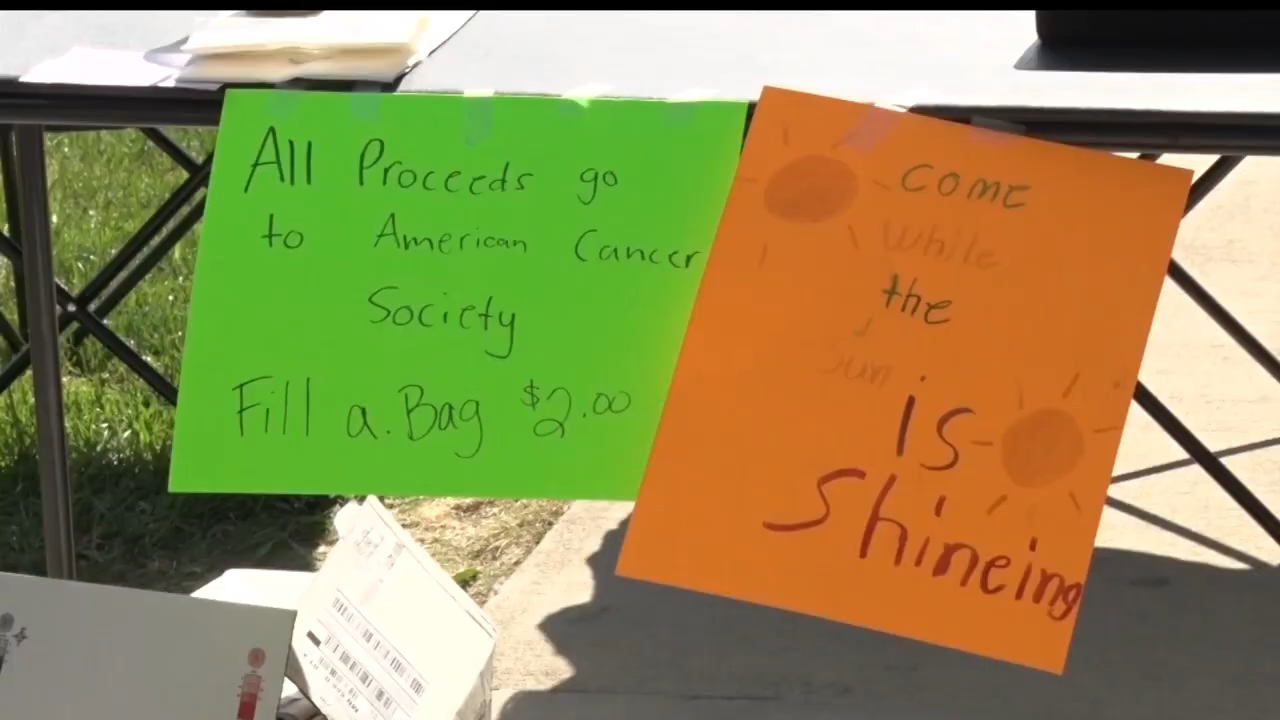 All Proceeds go
to American Cancer
Society
Fill a. Bag $2.00
come
while
the
sun
is
Shineing